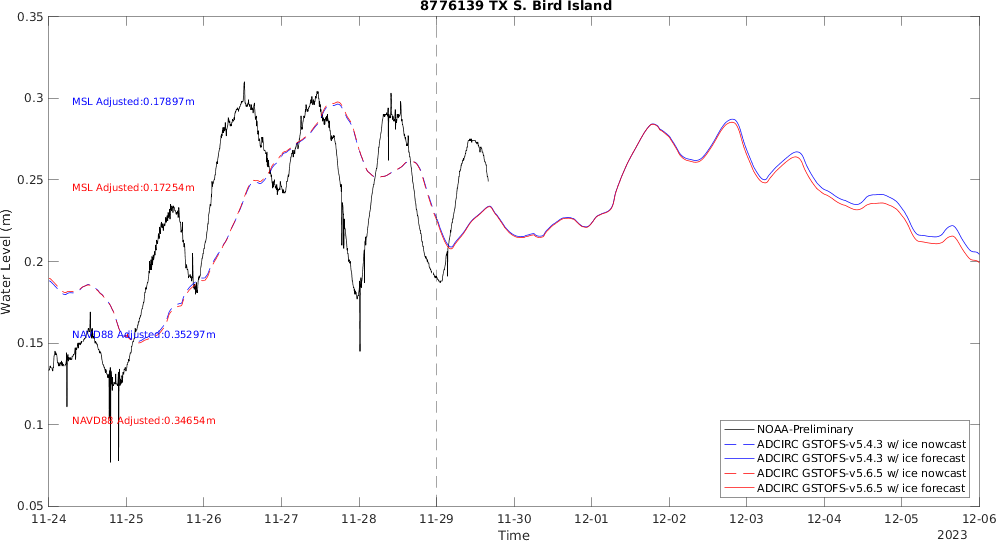 8776139 TX S. Bird Island
0.35
0.3
0.25
0.2
0.15
0.1
0.05
Water Level (m)
MSL Adjusted:0.17897m
MSL Adjusted:0.17254m
NAVD88 Adjusted:0.35297m
NAVD88 Adjusted:0.34654m
NOAA-Preliminary
ADCIRC GSTOFS-v5.4.3 w/ ice nowcast
ADCIRC GSTOFS-v5.4.3 w/ ice forecast
ADCIRC GSTOFS-v5.6.5 w/ ice nowcast
ADCIRC GSTOFS-v5.6.5 w/ ice forecast
11-24 11-25 11-26 11-27 11-28 11-29 11-30 12-01 12-02 12-03 12-04 12-05 12-06
Time
2023